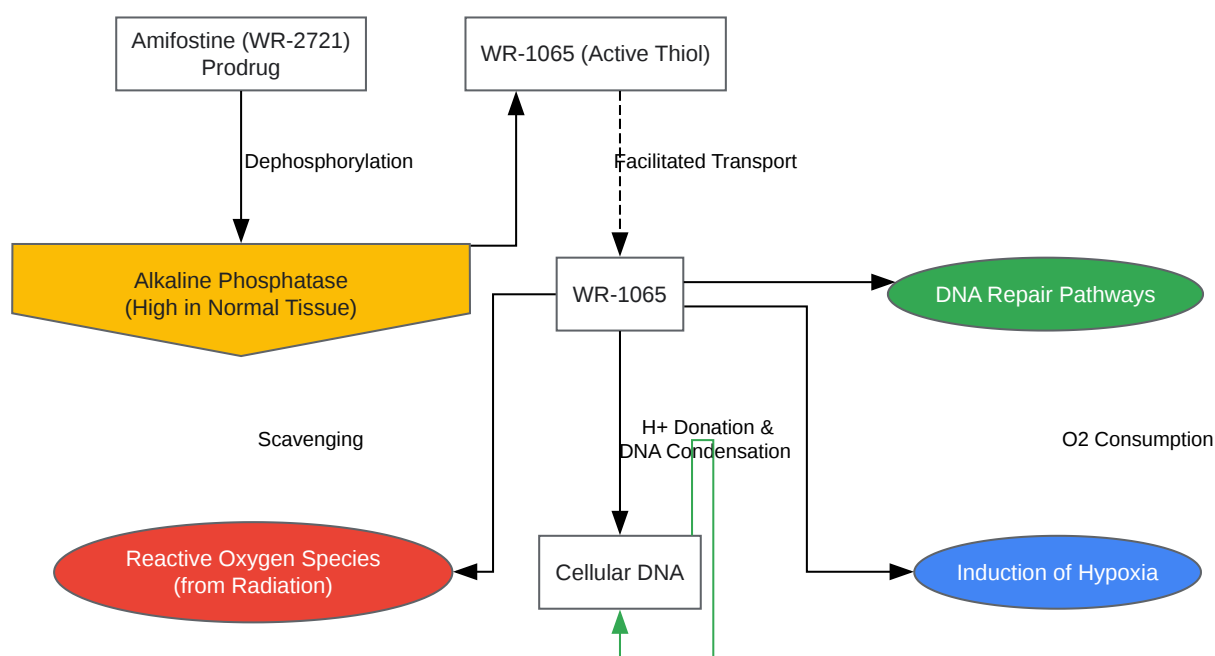 Amifostine (WR-2721)
Prodrug
WR-1065 (Active Thiol)
Dephosphorylation
Facilitated Transport
Alkaline Phosphatase
(High in Normal Tissue)
WR-1065
DNA Repair Pathways
Scavenging
H+ Donation &
DNA Condensation
O2 Consumption
Reactive Oxygen Species
(from Radiation)
Cellular DNA
Induction of Hypoxia